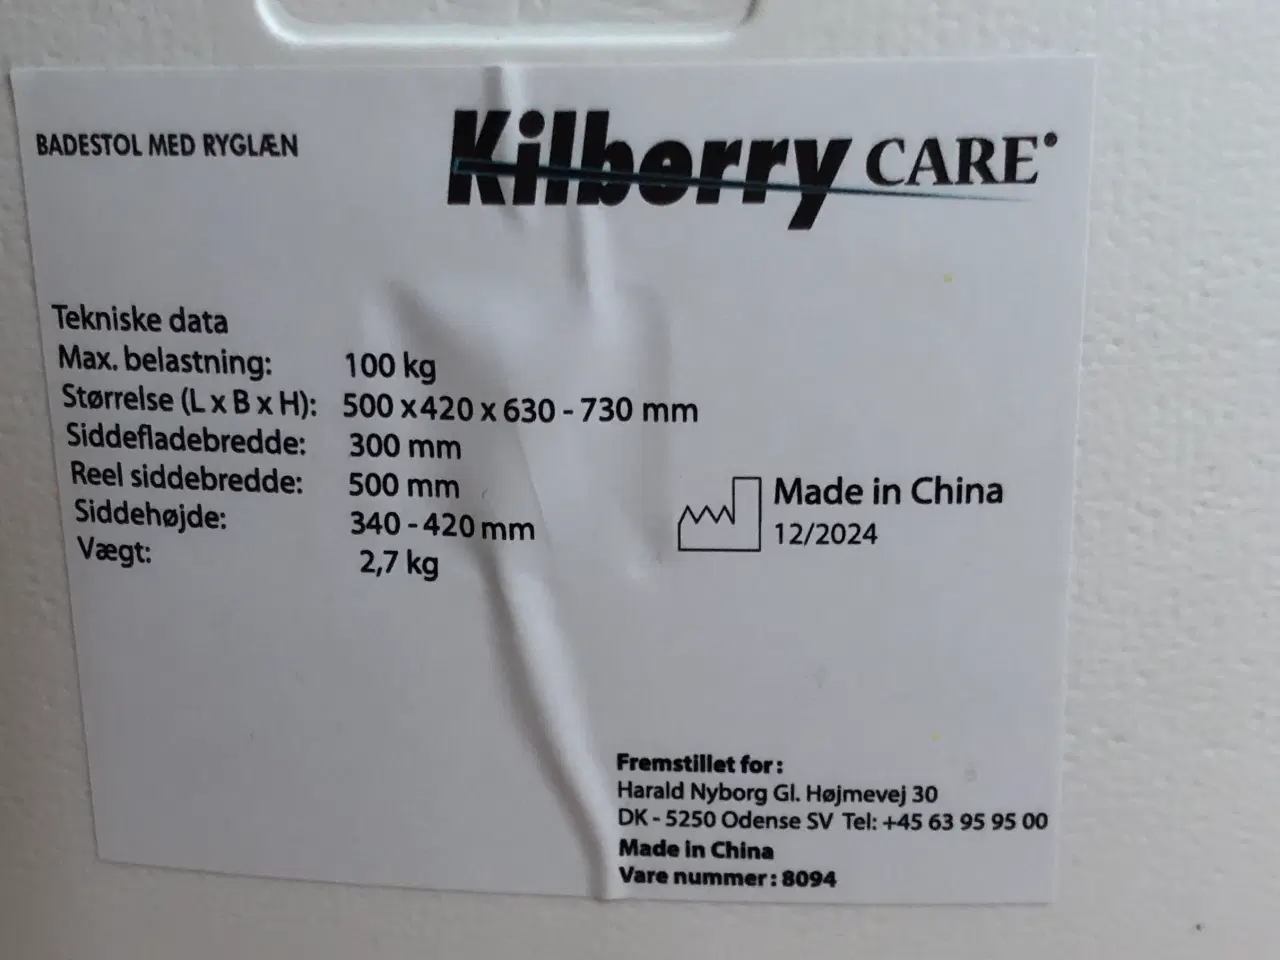 BADESTOL MED RYGLÆN
Kilberry CARE
Tekniske data
Max. belastning: 100 kg
Størrelse (L x B x H): 500 x 420 x 630 - 730 mm
Siddefladebredde: 300 mm
Reel siddebredde: 500 mm
Siddehøjde: 340 - 420 mm
Vægt: 2,7 kg
Made in China
12/2024
Fremstillet for:
Harald Nyborg Gl. Højmevej 30
DK - 5250 Odense SV Tel: +45 63 95 95 00
Made in China
Vare nummer: 8094